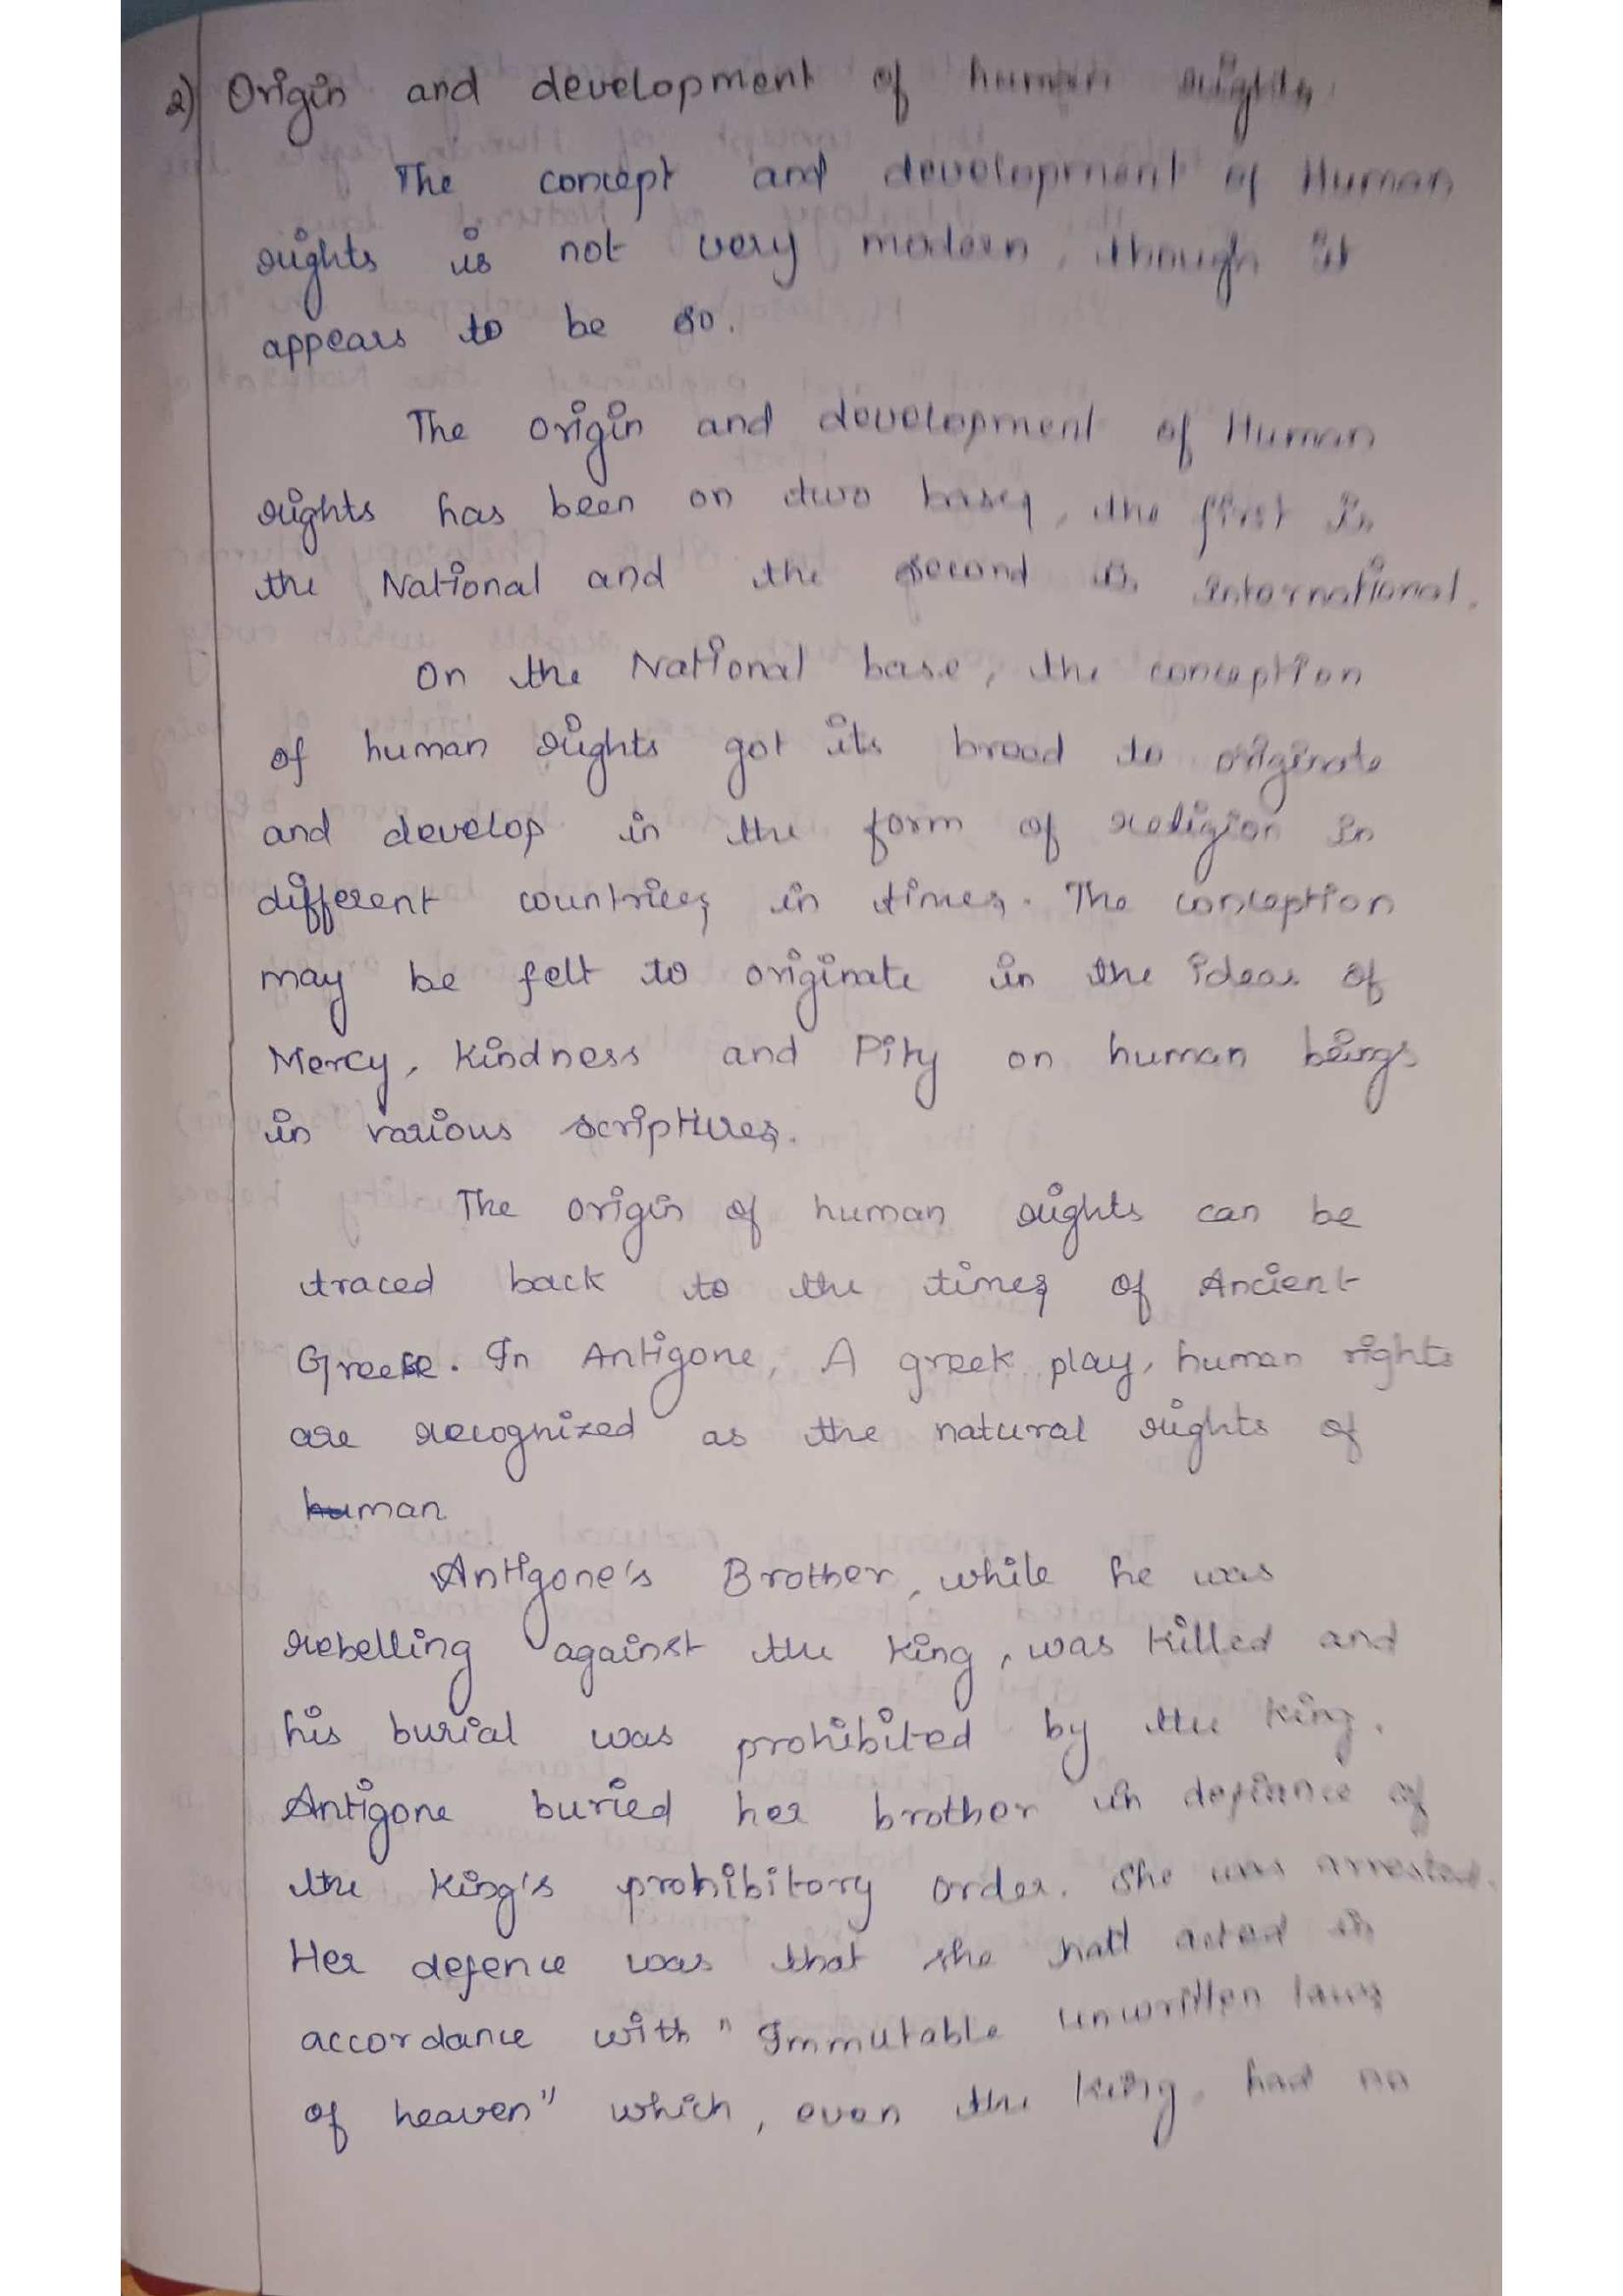 2) Origin and development of human rights.
The concept and development of Human
rights is not very modern, though it
appears to be so.
The origin and development of Human
rights has been on two bases, the first is
the National and the second is International.
On the National base, the conception
of human rights got its broad to originate
and develop in the form of religion in
different countries in times. The conception
may be felt to originate in the ideas of
Mercy, Kindness and Pity on human beings
in various scriptures.
The origin of human rights can be
traced back to the times of Ancient
Greece. In Antigone, A greek play, human rights
are recognized as the natural rights of
human
Antigone's Brother, while he was
rebelling against the King, was killed and
his burial was prohibited by the King.
Antigone buried her brother in defiance of
the King's prohibitory order. She was arrested.
Her defence was that she had acted in
accordance with "Immutable unwritten laws
of heaven" which, even the King, had no